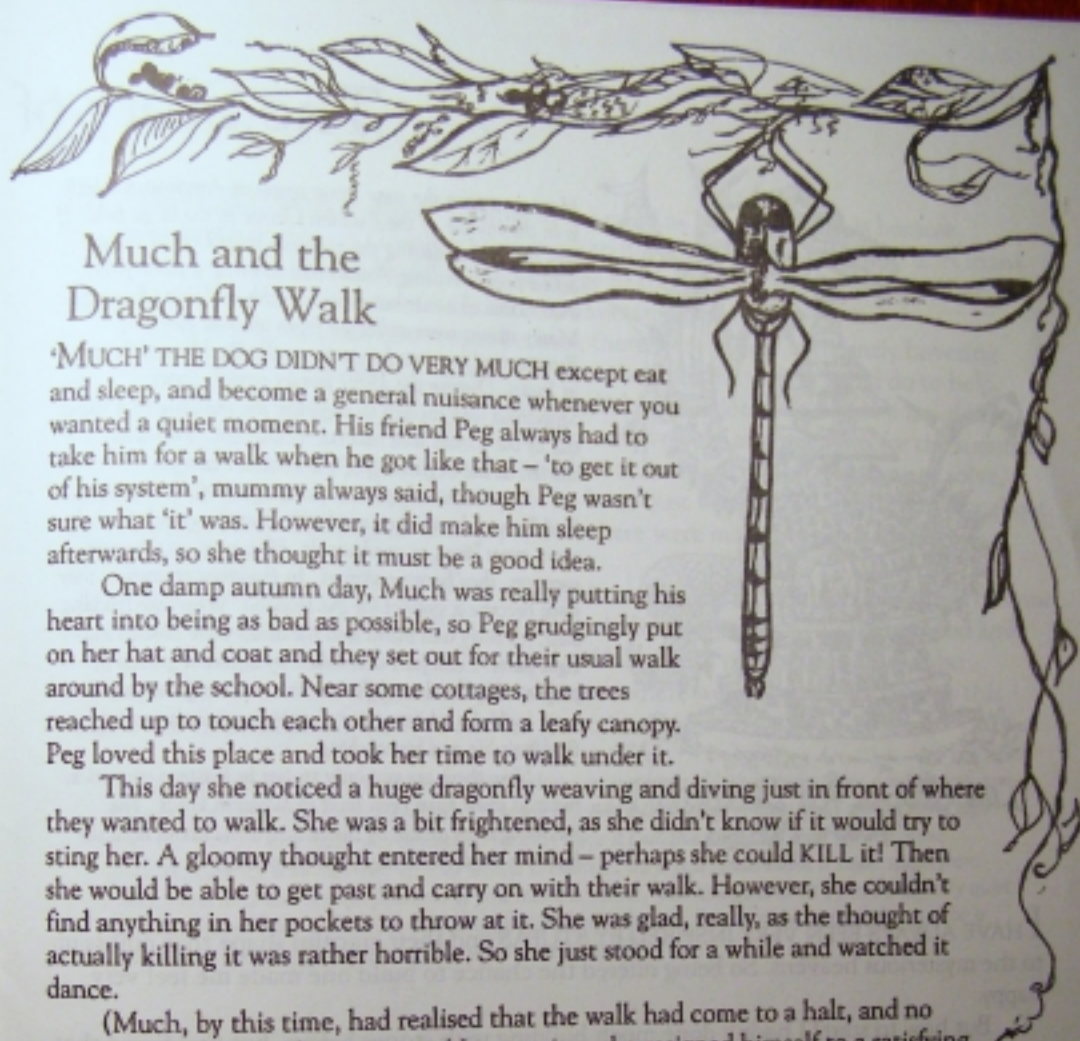 Much and the
Dragonfly Walk
‘MUCH’ THE DOG DIDN’T DO VERY MUCH except eat
and sleep, and become a general nuisance whenever you
wanted a quiet moment. His friend Peg always had to
take him for a walk when he got like that – ‘to get it out
of his system’, mummy always said, though Peg wasn’t
sure what ‘it’ was. However, it did make him sleep
afterwards, so she thought it must be a good idea.
One damp autumn day, Much was really putting his
heart into being as bad as possible, so Peg grudgingly put
on her hat and coat and they set out for their usual walk
around by the school. Near some cottages, the trees
reached up to touch each other and form a leafy canopy.
Peg loved this place and took her time to walk under it.
This day she noticed a huge dragonfly weaving and diving just in front of where
they wanted to walk. She was a bit frightened, as she didn’t know if it would try to
sting her. A gloomy thought entered her mind – perhaps she could KILL it! Then
she would be able to get past and carry on with their walk. However, she couldn’t
find anything in her pockets to throw at it. She was glad, really, as the thought of
actually killing it was rather horrible. So she just stood for a while and watched it
dance.
(Much, by this time, had realised that the walk had come to a halt, and no
himself to a satisfying